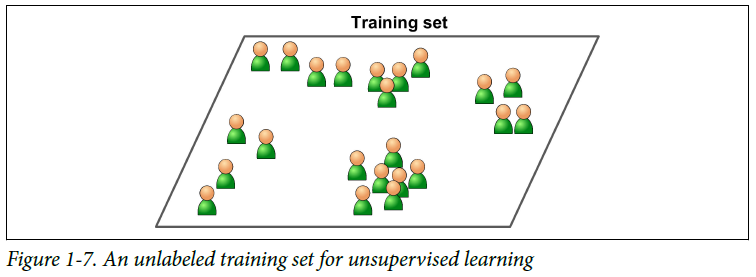 Training set
Figure 1-7. An unlabeled training set for unsupervised learning